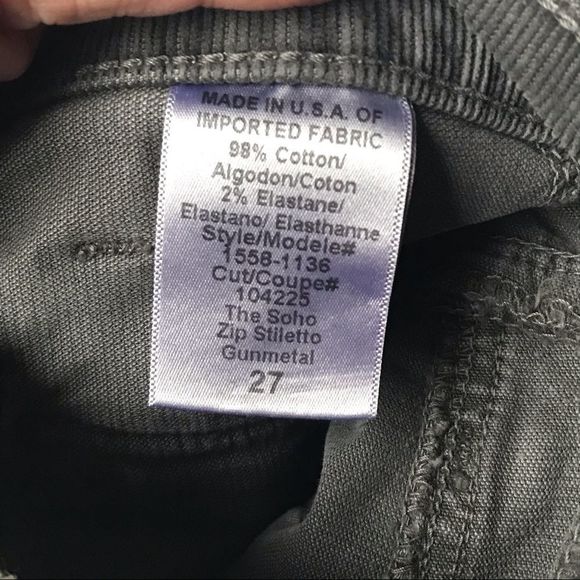 MADE IN U.S.A. OF
IMPORTED FABRIC
98% Cotton/
Algodon/Coton
2% Elastane/
Elastano/ Elasthanne
Style/Modele#
1558-1136
Cut/Coupe#
104225
The Soho
Zip Stiletto
Gunmetal
27